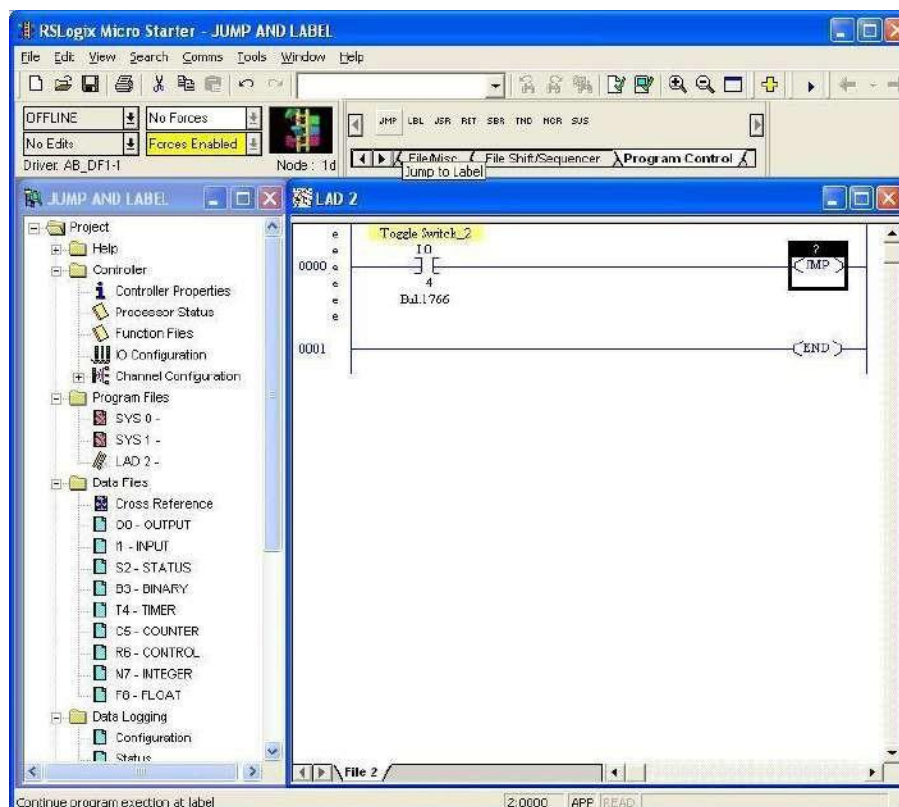 RSLogix Micro Starter - JUMP AND LABEL
File Edit View Search Comms Tools Window Help
OFFLINE
No Forces
No Edits
Forces Enabled
Driver: AB_DF1-1
Node : 1d
JMP LBL JSR RET SBR TND MCR SUS
File/Misc File Shift/Sequencer Program Control
Jump to Label
JUMP AND LABEL
Project
Help
Controller
Controller Properties
Processor Status
Function Files
IO Configuration
Channel Configuration
Program Files
SYS 0 -
SYS 1 -
LAD 2 -
Data Files
Cross Reference
O0 - OUTPUT
I1 - INPUT
S2 - STATUS
B3 - BINARY
T4 - TIMER
C5 - COUNTER
R6 - CONTROL
N7 - INTEGER
F8 - FLOAT
Data Logging
Configuration
Status
LAD 2
e
e
0000 e
e
e
e
Toggle Switch_2
I:0
4
Bul.1766
?
JMP
0001
END
File 2
Continue program exection at label
2:0000 APP READ